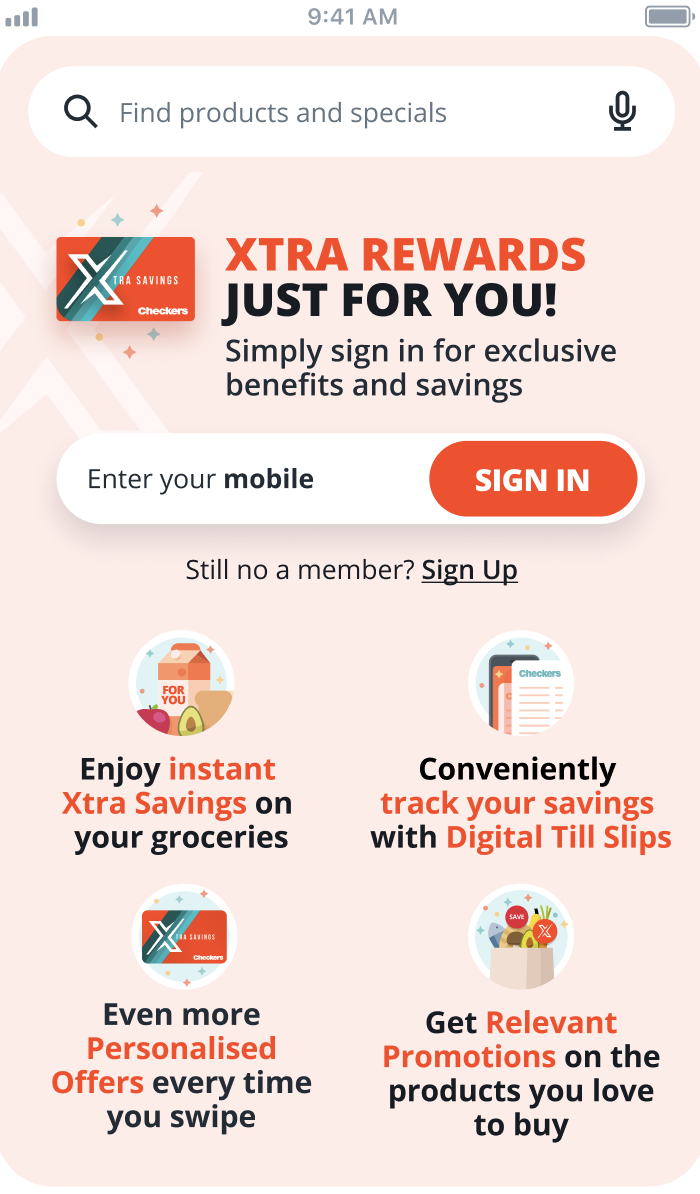 9:41 AM
Find products and specials
XTRA REWARDS
JUST FOR YOU!
Simply sign in for exclusive
benefits and savings
XTRA SAVINGS
Checkers
Enter your mobile
SIGN IN
Still no a member? Sign Up
FOR
YOU
Checkers
Enjoy instant
Xtra Savings on
your groceries
Conveniently
track your savings
with Digital Till Slips
XTRA SAVINGS
Checkers
SAVE
X
Even more
Personalised
Offers every time
you swipe
Get Relevant
Promotions on the
products you love
to buy